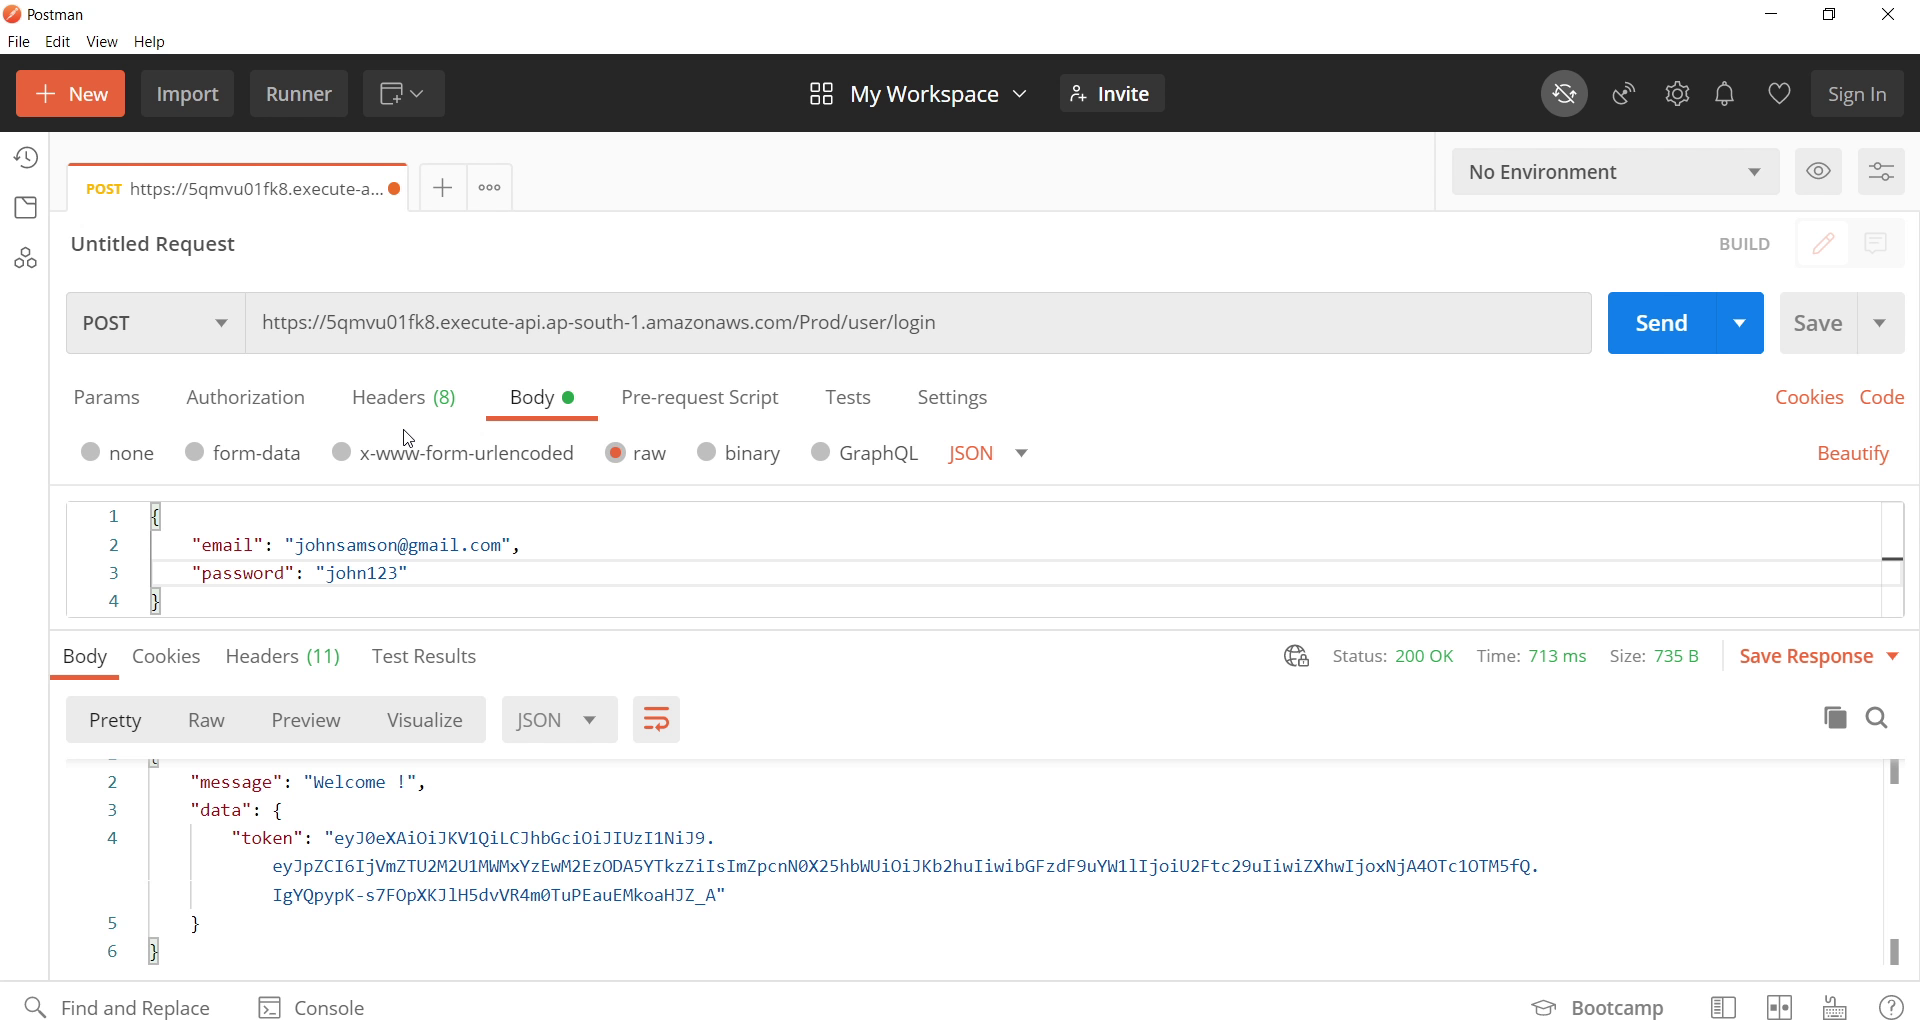 Postman
File Edit View Help
New Import Runner My Workspace Invite Sign In
POST https://5qmvu01fk8.execute-a... No Environment
Untitled Request BUILD
POST https://5qmvu01fk8.execute-api.ap-south-1.amazonaws.com/Prod/user/login Send Save
Params Authorization Headers (8) Body Pre-request Script Tests Settings Cookies Code
none form-data x-www-form-urlencoded raw binary GraphQL JSON Beautify
1 {
2 "email": "johnsamson@gmail.com",
3 "password": "john123"
4 }
Body Cookies Headers (11) Test Results Status: 200 OK Time: 713 ms Size: 735 B Save Response
Pretty Raw Preview Visualize JSON
2 "message": "Welcome !",
3 "data": {
4 "token": "eyJ0eXAiOiJKV1QiLCJhbGciOiJIUzI1NiJ9.
eyJpZCI6IjVmZTU2M2U1MWMxYzEwM2EzODA5YTkzZiIsImZpcnN0X25hbWUiOiJKb2huIiwibGFzdF9uYW1lIjoiU2Ftc29uIiwiZXhwIjoxNjA4OTc1OTM5fQ.
IgYQpypK-s7FOpXKJlH5dvVR4m0TuPEauEMkoaHJZ_A"
5 }
6 }
Find and Replace Console Bootcamp